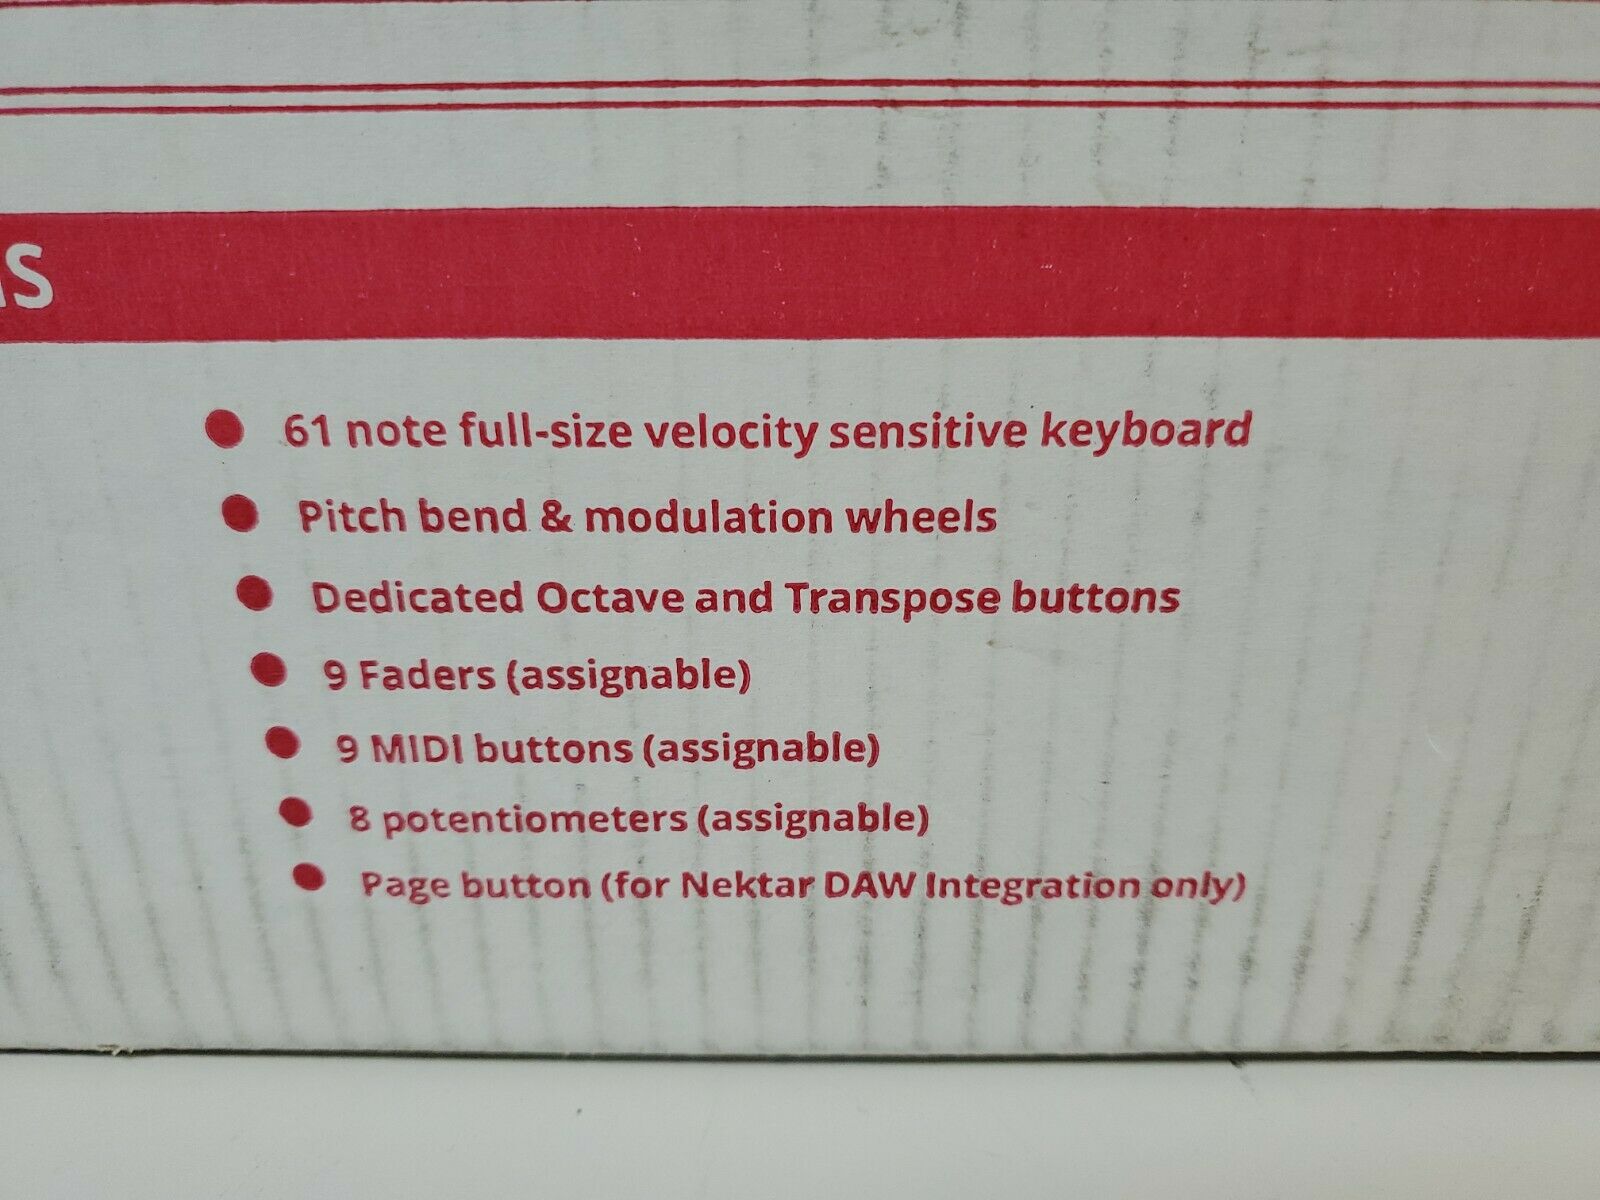 61 note full-size velocity sensitive keyboard
Pitch bend & modulation wheels
Dedicated Octave and Transpose buttons
9 Faders (assignable)
9 MIDI buttons (assignable)
8 potentiometers (assignable)
Page button (for Nektar DAW Integration only)